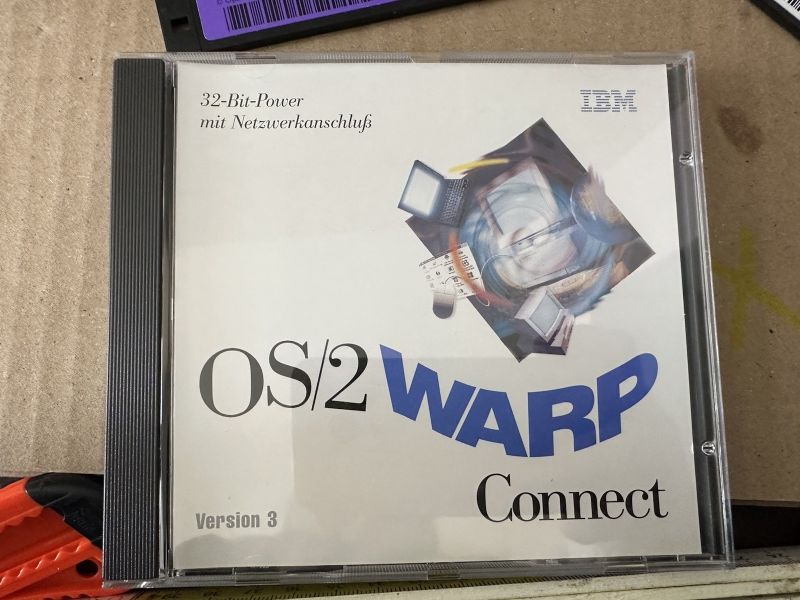 32-Bit-Power
mit Netzwerkanschluß
IBM
OS/2 WARP
Connect
Version 3